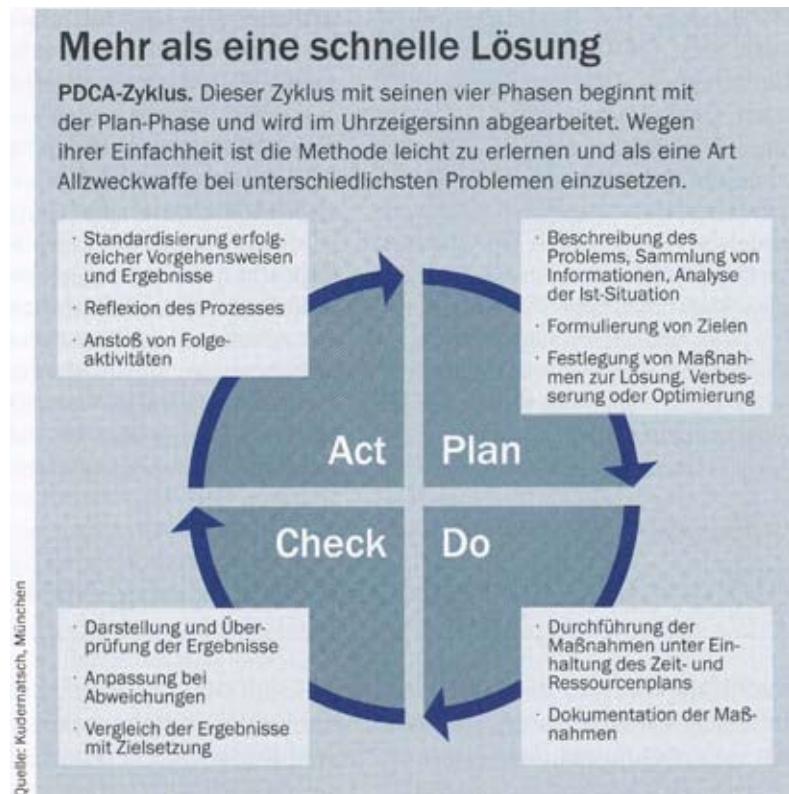 Mehr als eine schnelle Lösung
PDCA-Zyklus. Dieser Zyklus mit seinen vier Phasen beginnt mit
der Plan-Phase und wird im Uhrzeigersinn abgearbeitet. Wegen
ihrer Einfachheit ist die Methode leicht zu erlernen und als eine Art
Allzweckwaffe bei unterschiedlichsten Problemen einzusetzen.
· Standardisierung erfolg-
reicher Vorgehensweisen
und Ergebnisse
· Reflexion des Prozesses
· Anstoß von Folge-
aktivitäten
· Beschreibung des
Problems, Sammlung von
Informationen, Analyse
der Ist-Situation
· Formulierung von Zielen
· Festlegung von Maßnah-
men zur Lösung, Verbes-
serung oder Optimierung
Act
Plan
Check
Do
· Darstellung und Über-
prüfung der Ergebnisse
· Anpassung bei
Abweichungen
· Vergleich der Ergebnisse
mit Zielsetzung
· Durchführung der
Maßnahmen unter Ein-
haltung des Zeit- und
Ressourcenplans
· Dokumentation der Maß-
nahmen
Quelle: Kudernatsch, München